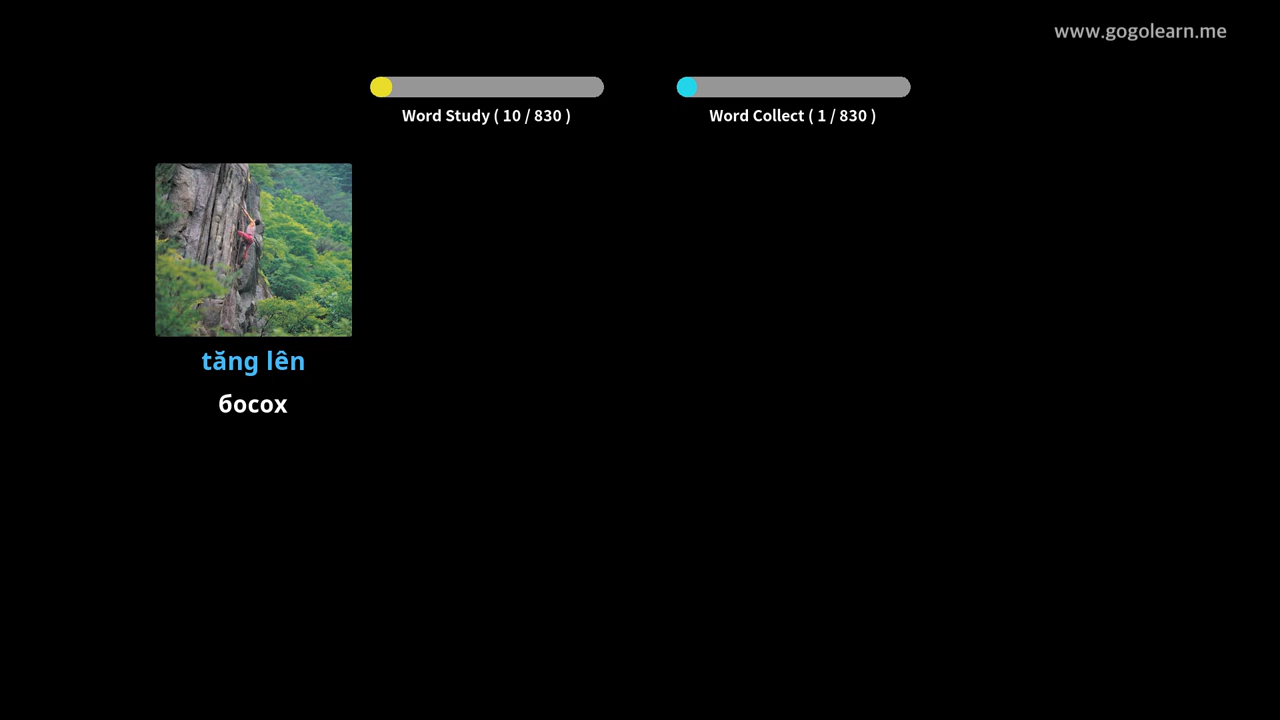 www.gogolearn.me
Word Study ( 10 / 830 )
Word Collect ( 1 / 830 )
tăng lên
босох